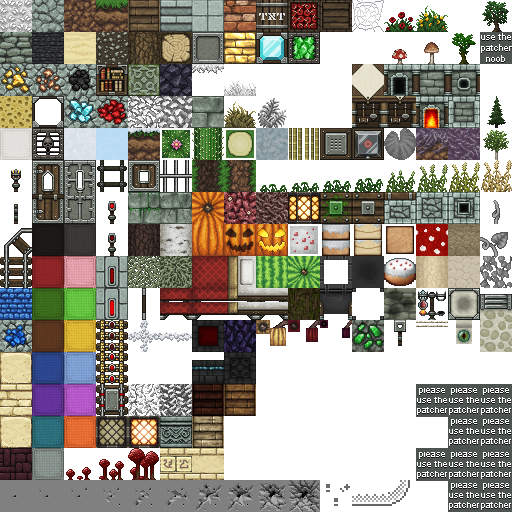 TNT
use the
patcher
noob
please please please
use the use the use the
patcher patcher patcher
please please
use the use the
patcher patcher
please please please
use the use the use the
patcher patcher patcher
please please
use the use the
patcher patcher